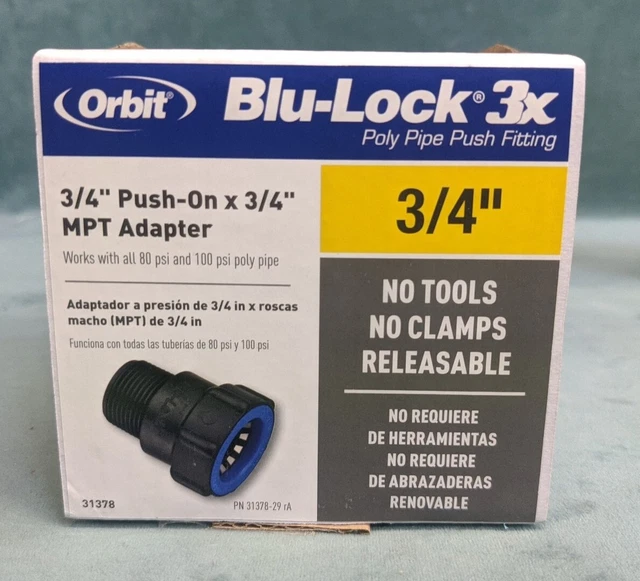 Orbit® Blu-Lock® 3x
Poly Pipe Push Fitting
3/4" Push-On x 3/4"
MPT Adapter
Works with all 80 psi and 100 psi poly pipe
Adaptador a presión de 3/4 in x roscas
macho (MPT) de 3/4 in
Funciona con todas las tuberías de 80 psi y 100 psi
31378
PN 31378-29 rA
3/4"
NO TOOLS
NO CLAMPS
RELEASABLE
NO REQUIERE
DE HERRAMIENTAS
NO REQUIERE
DE ABRAZADERAS
RENOVABLE